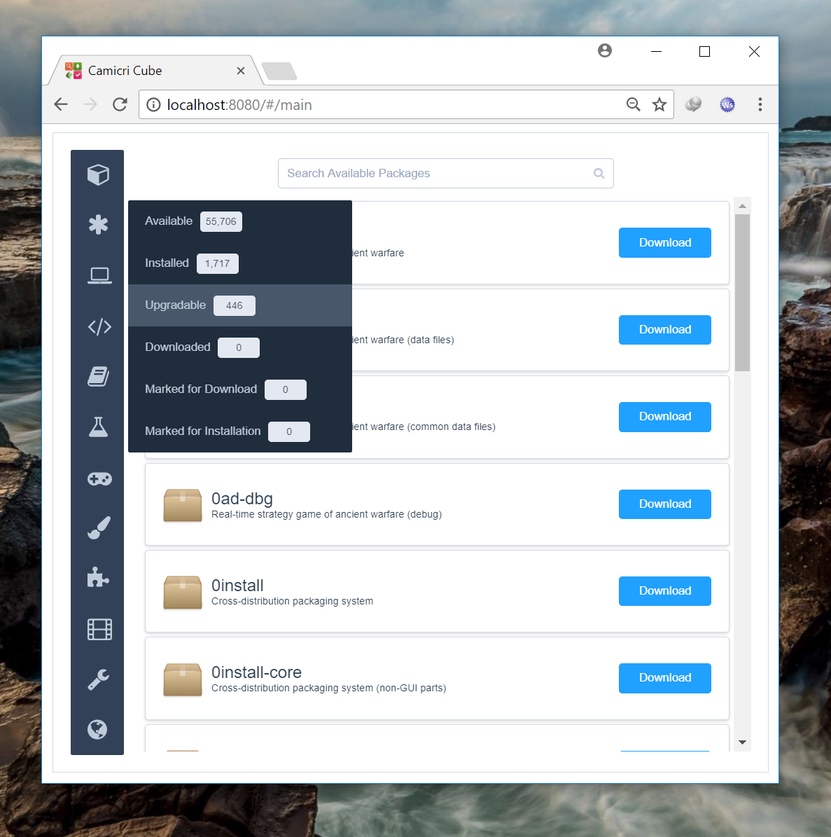 Camicri Cube
localhost:8080/#/main
Search Available Packages
Available 55,706
Installed 1,717
Upgradable 446
Downloaded 0
Marked for Download 0
Marked for Installation 0
ient warfare
Download
ient warfare (data files)
Download
ient warfare (common data files)
Download
0ad-dbg
Real-time strategy game of ancient warfare (debug)
Download
0install
Cross-distribution packaging system
Download
0install-core
Cross-distribution packaging system (non-GUI parts)
Download